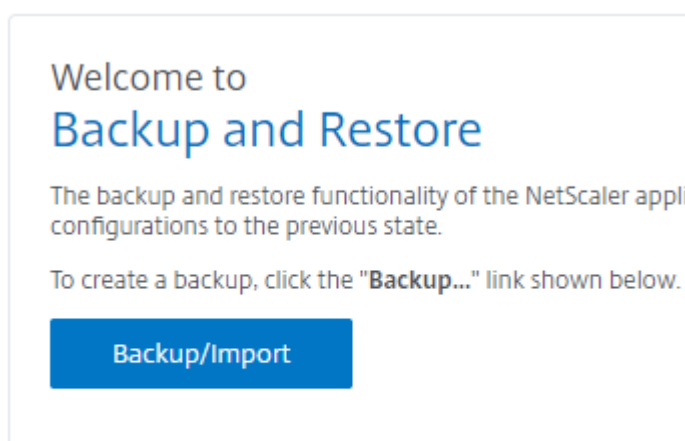 Welcome to
Backup and Restore
The backup and restore functionality of the NetScaler
configurations to the previous state.
To create a backup, click the "Backup..." link shown below.
Backup/Import